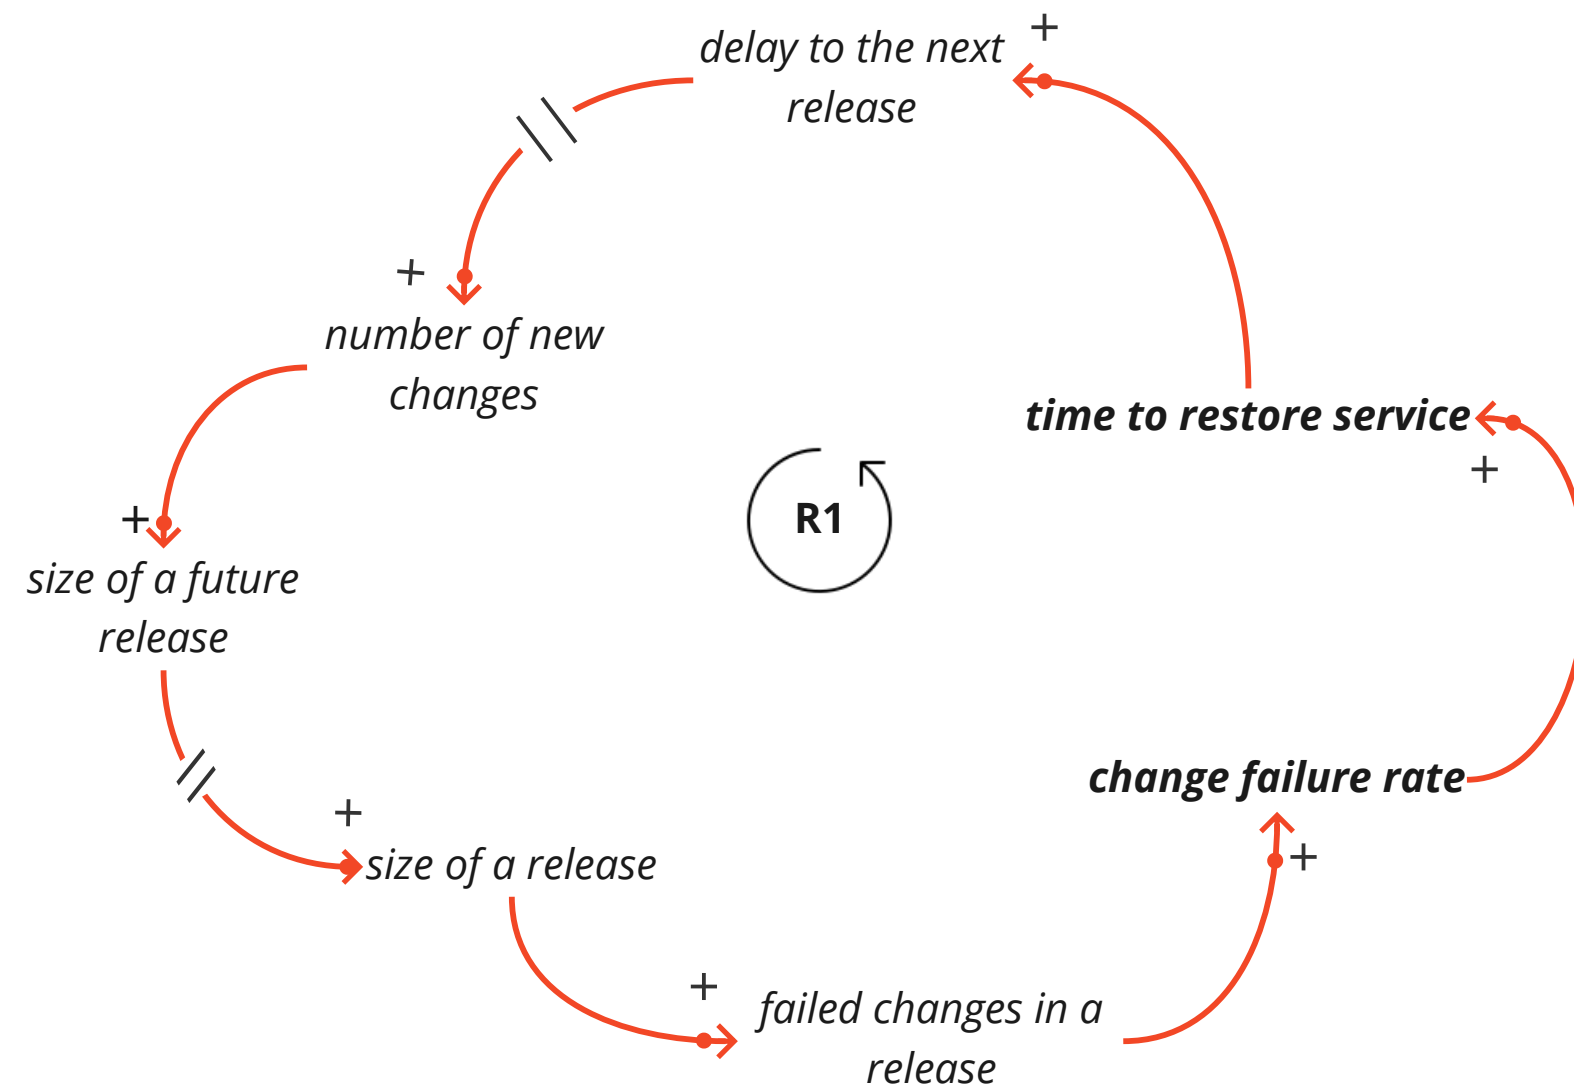 +
delay to the next
release
+
number of new
changes
time to restore service
+
R1
+
size of a future
release
change failure rate
+
size of a release
+
+
failed changes in a
release